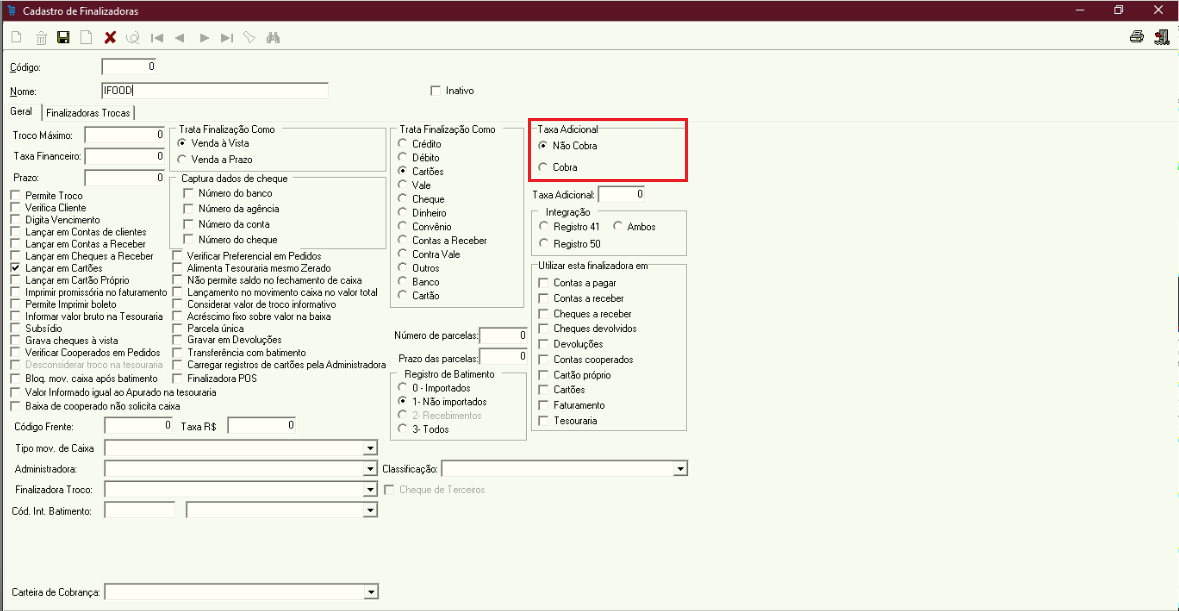 Cadastro de Finalizadoras
Código: 0
Nome: IFOOD
Inativo
Geral Finalizadoras Trocas
Troco Máximo: 0
Taxa Financeiro: 0
Prazo: 0
Permite Troco
Verifica Cliente
Digita Vencimento
Lançar em Contas de clientes
Lançar em Contas a Receber
Lançar em Cheques a Receber
Lançar em Cartões
Lançar em Cartão Próprio
Imprimir promissória no faturamento
Permite Imprimir boleto
Informar valor bruto na Tesouraria
Subsídio
Grava cheques à vista
Verificar Cooperados em Pedidos
Desconsiderar troco na tesouraria
Bloq. mov. caixa após batimento
Valor Informado igual ao Apurado na tesouraria
Baixa de cooperado não solicita caixa
Trata Finalização Como
Venda à Vista
Venda a Prazo
Captura dados de cheque
Número do banco
Número da agência
Número da conta
Número do cheque
Verificar Preferencial em Pedidos
Alimenta Tesouraria mesmo Zerado
Não permite saldo no fechamento de caixa
Lançamento no movimento caixa no valor total
Considerar valor de troco informativo
Acréscimo fixo sobre valor na baixa
Parcela única
Gravar em Devoluções
Transferência com batimento
Carregar registros de cartões pela Administradora
Finalizadora POS
Trata Finalização Como
Crédito
Débito
Cartões
Vale
Cheque
Dinheiro
Convênio
Contas a Receber
Contra Vale
Outros
Banco
Cartão
Número de parcelas: 0
Prazo das parcelas: 0
Registro de Batimento
0 - Importados
1- Não importados
2- Recebimentos
3- Todos
Taxa Adicional
Não Cobra
Cobra
Taxa Adicional: 0
Integração
Registro 41 Ambos
Registro 50
Utilizar esta finalizadora em
Contas a pagar
Contas a receber
Cheques a receber
Cheques devolvidos
Devoluções
Contas cooperados
Cartão próprio
Cartões
Faturamento
Tesouraria
Código Frente: 0 Taxa R$ 0
Tipo mov. de Caixa
Administradora: Classificação:
Finalizadora Troco: Cheque de Terceiros
Cód. Int. Batimento:
Carteira de Cobrança: